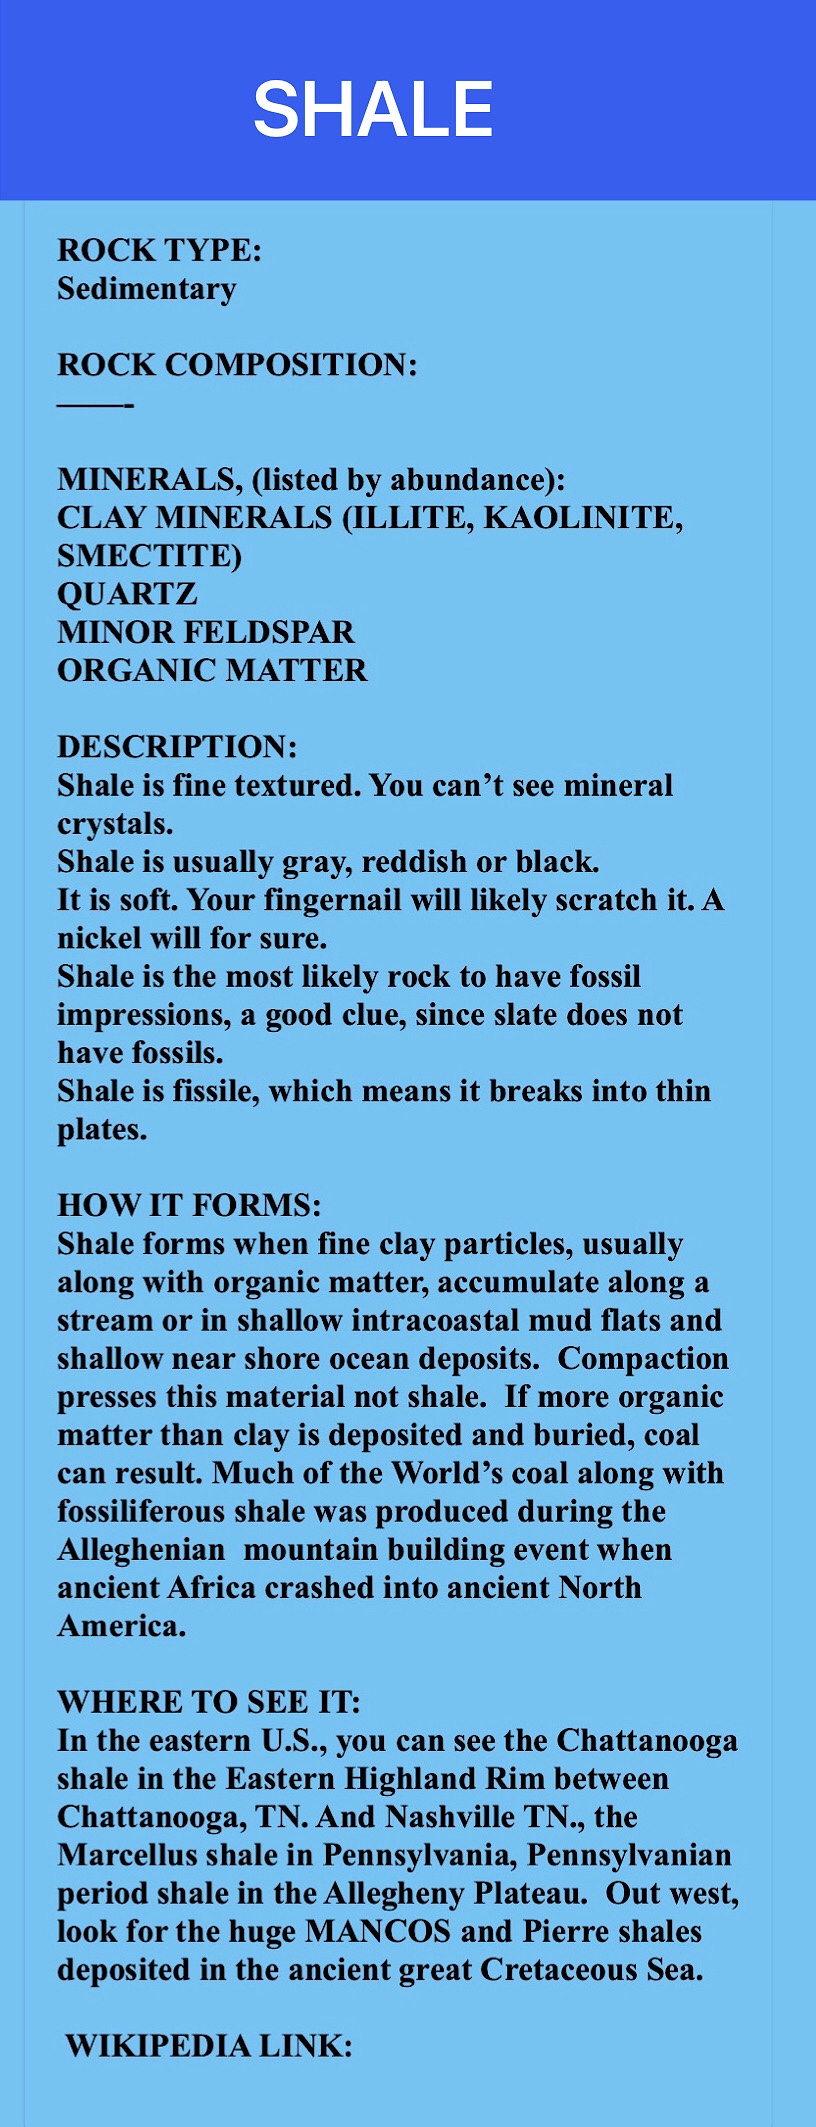 SHALE
ROCK TYPE:
Sedimentary
ROCK COMPOSITION:
——-
MINERALS, (listed by abundance):
CLAY MINERALS (ILLITE, KAOLINITE,
SMECTITE)
QUARTZ
MINOR FELDSPAR
ORGANIC MATTER
DESCRIPTION:
Shale is fine textured. You can’t see mineral
crystals.
Shale is usually gray, reddish or black.
It is soft. Your fingernail will likely scratch it. A
nickel will for sure.
Shale is the most likely rock to have fossil
impressions, a good clue, since slate does not
have fossils.
Shale is fissile, which means it breaks into thin
plates.
HOW IT FORMS:
Shale forms when fine clay particles, usually
along with organic matter, accumulate along a
stream or in shallow intracoastal mud flats and
shallow near shore ocean deposits.  Compaction
presses this material not shale.  If more organic
matter than clay is deposited and buried, coal
can result. Much of the World’s coal along with
fossiliferous shale was produced during the
Alleghenian  mountain building event when
ancient Africa crashed into ancient North
America.
WHERE TO SEE IT:
In the eastern U.S., you can see the Chattanooga
shale in the Eastern Highland Rim between
Chattanooga, TN. And Nashville TN., the
Marcellus shale in Pennsylvania, Pennsylvanian
period shale in the Allegheny Plateau.  Out west,
look for the huge MANCOS and Pierre shales
deposited in the ancient great Cretaceous Sea.
WIKIPEDIA LINK: